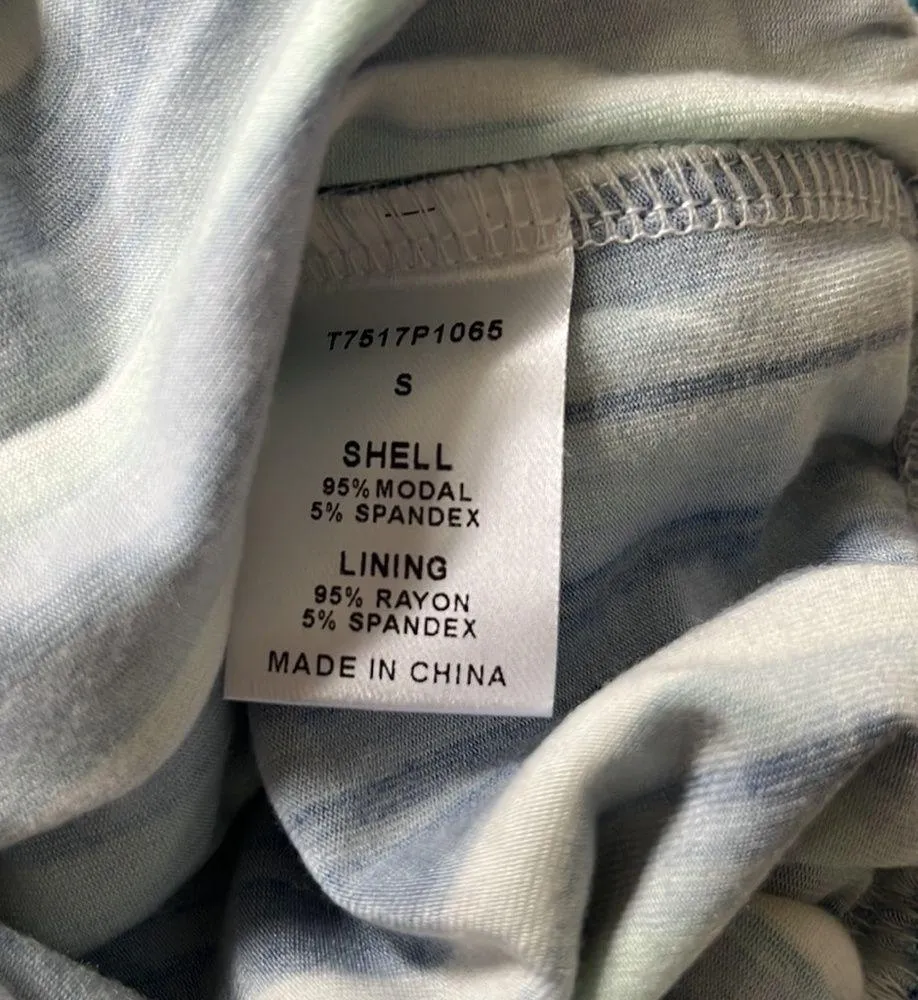 T7517P1065
S
SHELL
95% MODAL
5% SPANDEX
LINING
95% RAYON
5% SPANDEX
MADE IN CHINA